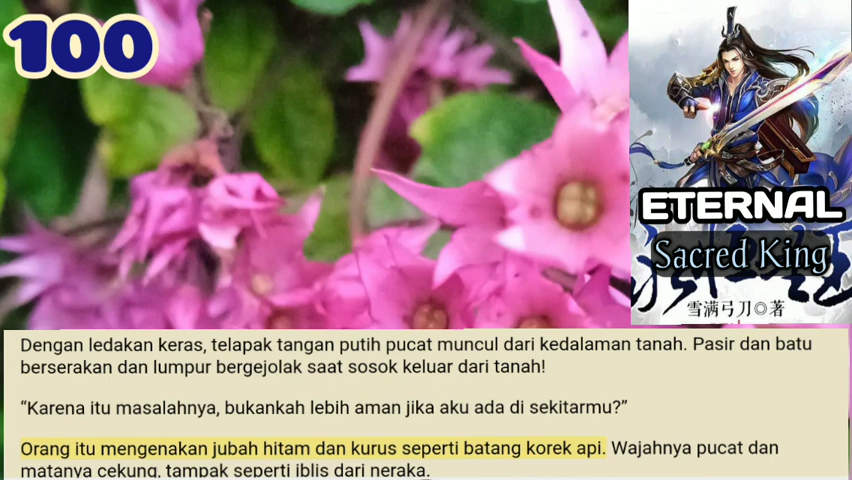 100
ETERNAL
Sacred King
雪满弓刀◎著
Dengan ledakan keras, telapak tangan putih pucat muncul dari kedalaman tanah. Pasir dan batu
berserakan dan lumpur bergejolak saat sosok keluar dari tanah!
“Karena itu masalahnya, bukankah lebih aman jika aku ada di sekitarmu?”
Orang itu mengenakan jubah hitam dan kurus seperti batang korek api. Wajahnya pucat dan
matanya cekung, tampak seperti iblis dari neraka.